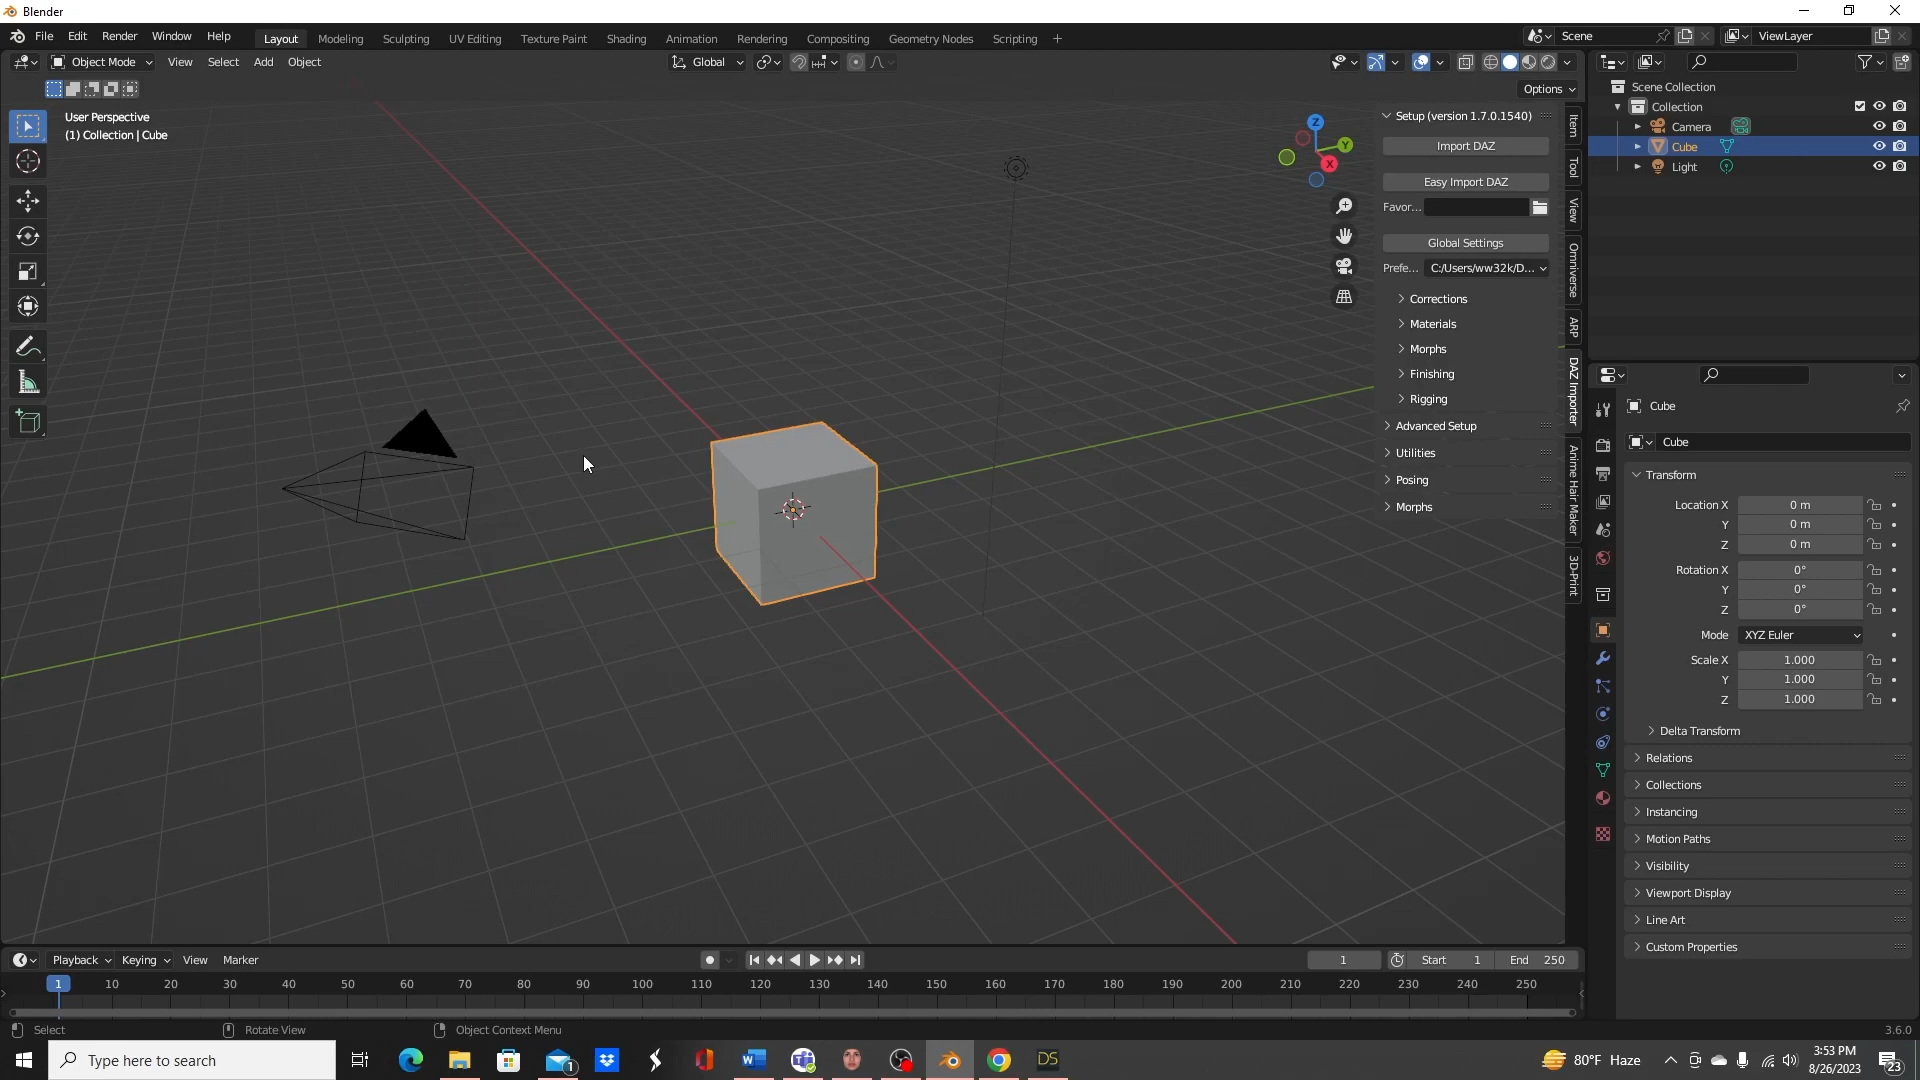 Blender
File Edit Render Window Help Layout Modeling Sculpting UV Editing Texture Paint Shading Animation Rendering Compositing Geometry Nodes Scripting + Scene ViewLayer
Object Mode View Select Add Object Global
Options
User Perspective
(1) Collection | Cube
Z
Y
X
Setup (version 1.7.0.1540)
Import DAZ
Easy Import DAZ
Favor...
Global Settings
Prefe... C:/Users/ww32k/D...
Corrections
Materials
Morphs
Finishing
Rigging
Advanced Setup
Utilities
Posing
Morphs
Item
Tool
View
Omniverse
ARP
DAZ Importer
Anime Hair Maker
3D-Print
Scene Collection
Collection
Camera
Cube
Light
Cube
Cube
Transform
Location X 0 m
Y 0 m
Z 0 m
Rotation X 0°
Y 0°
Z 0°
Mode XYZ Euler
Scale X 1.000
Y 1.000
Z 1.000
Delta Transform
Relations
Collections
Instancing
Motion Paths
Visibility
Viewport Display
Line Art
Custom Properties
Playback Keying View Marker 1 Start 1 End 250
1 10 20 30 40 50 60 70 80 90 100 110 120 130 140 150 160 170 180 190 200 210 220 230 240 250
Select Rotate View Object Context Menu 3.6.0
Type here to search 1 DS 80°F Haze 3:53 PM
8/26/2023 23